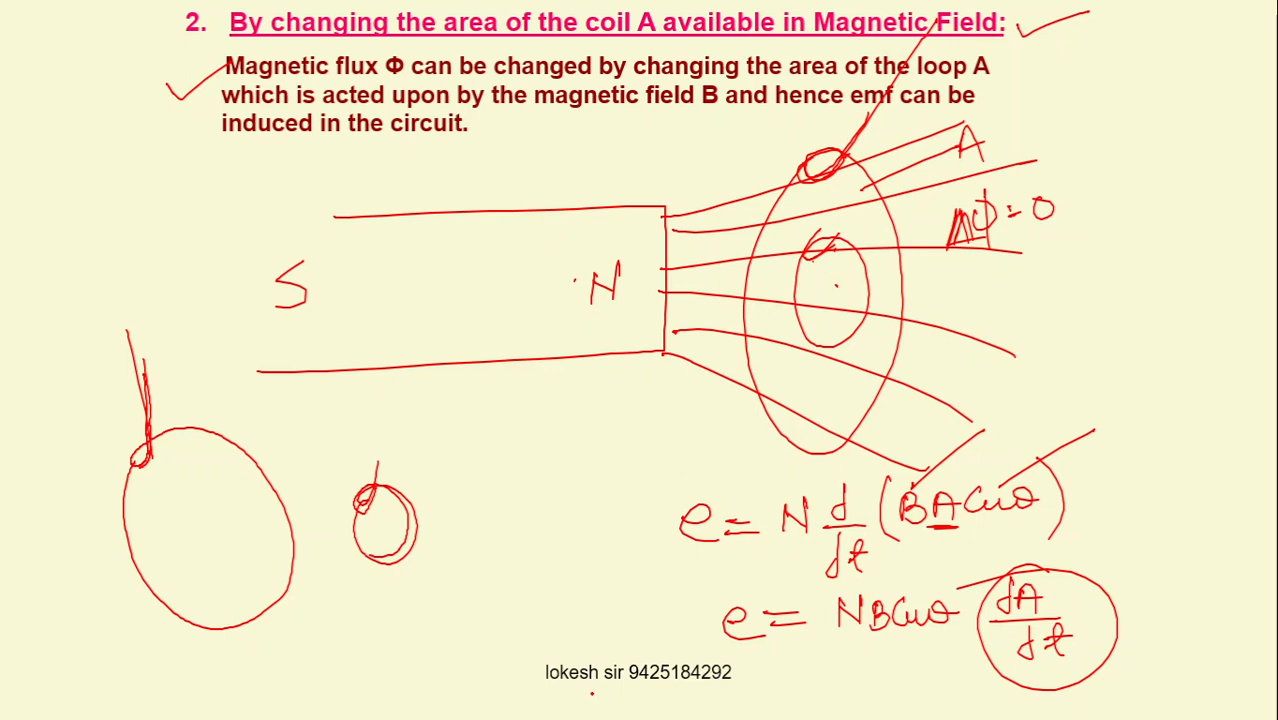 2. By changing the area of the coil A available in Magnetic Field:
Magnetic flux Φ can be changed by changing the area of the loop A
which is acted upon by the magnetic field B and hence emf can be
induced in the circuit.
A
Δϕ = 0
S
N
e = N d/dt (BA Cosθ)
e = NB Cosθ dA/dt
lokesh sir 9425184292